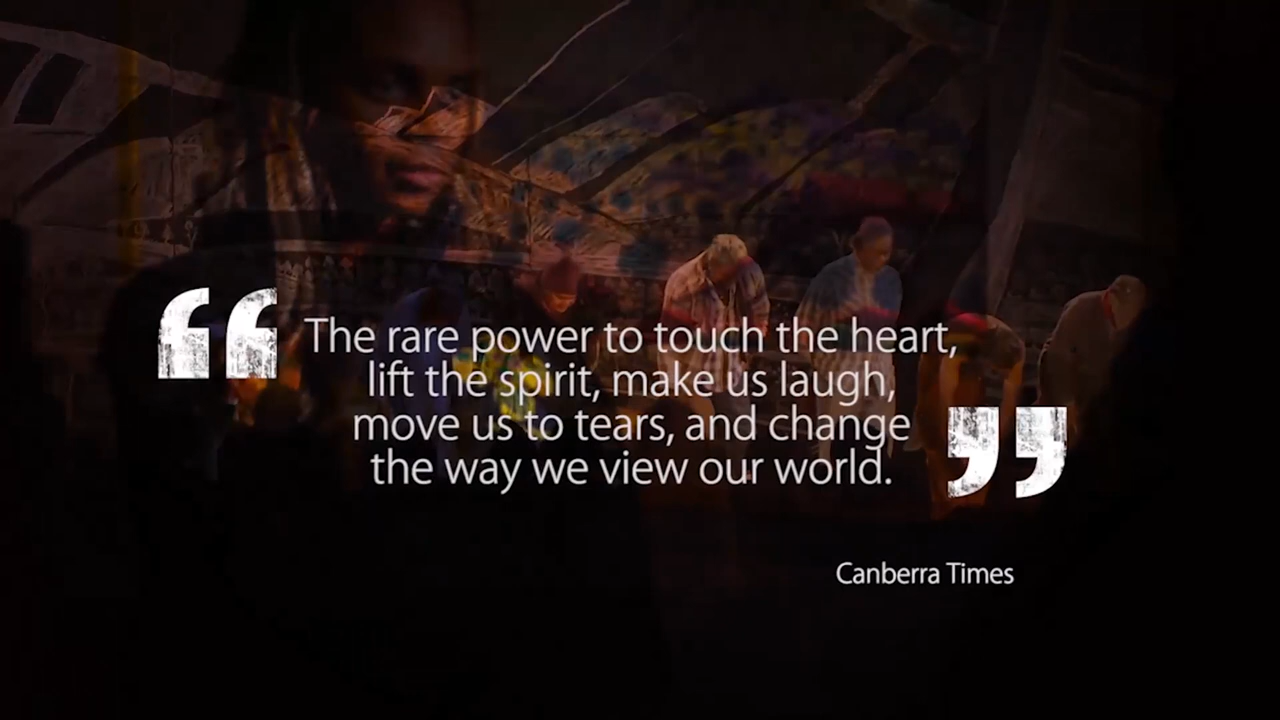 “The rare power to touch the heart,
lift the spirit, make us laugh,
move us to tears, and change
the way we view our world.”
Canberra Times